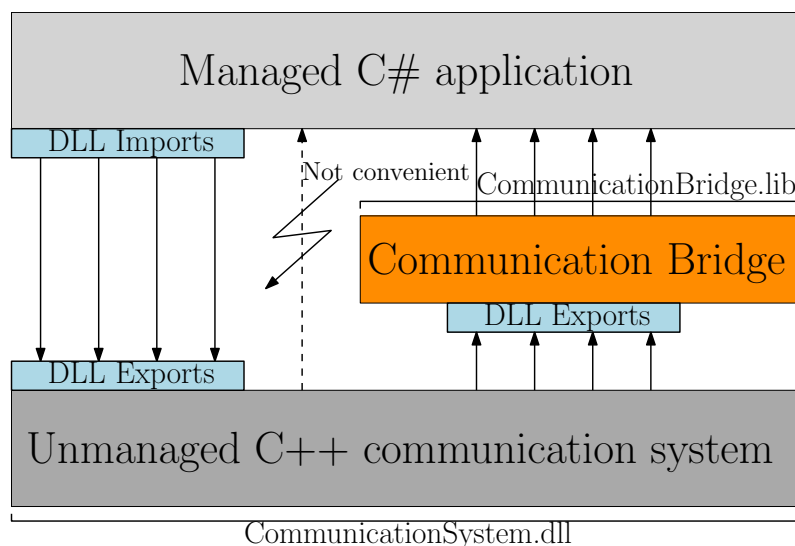 Managed C# application
DLL Imports
Not convenient
CommunicationBridge.lib
Communication Bridge
DLL Exports
DLL Exports
Unmanaged C++ communication system
CommunicationSystem.dll